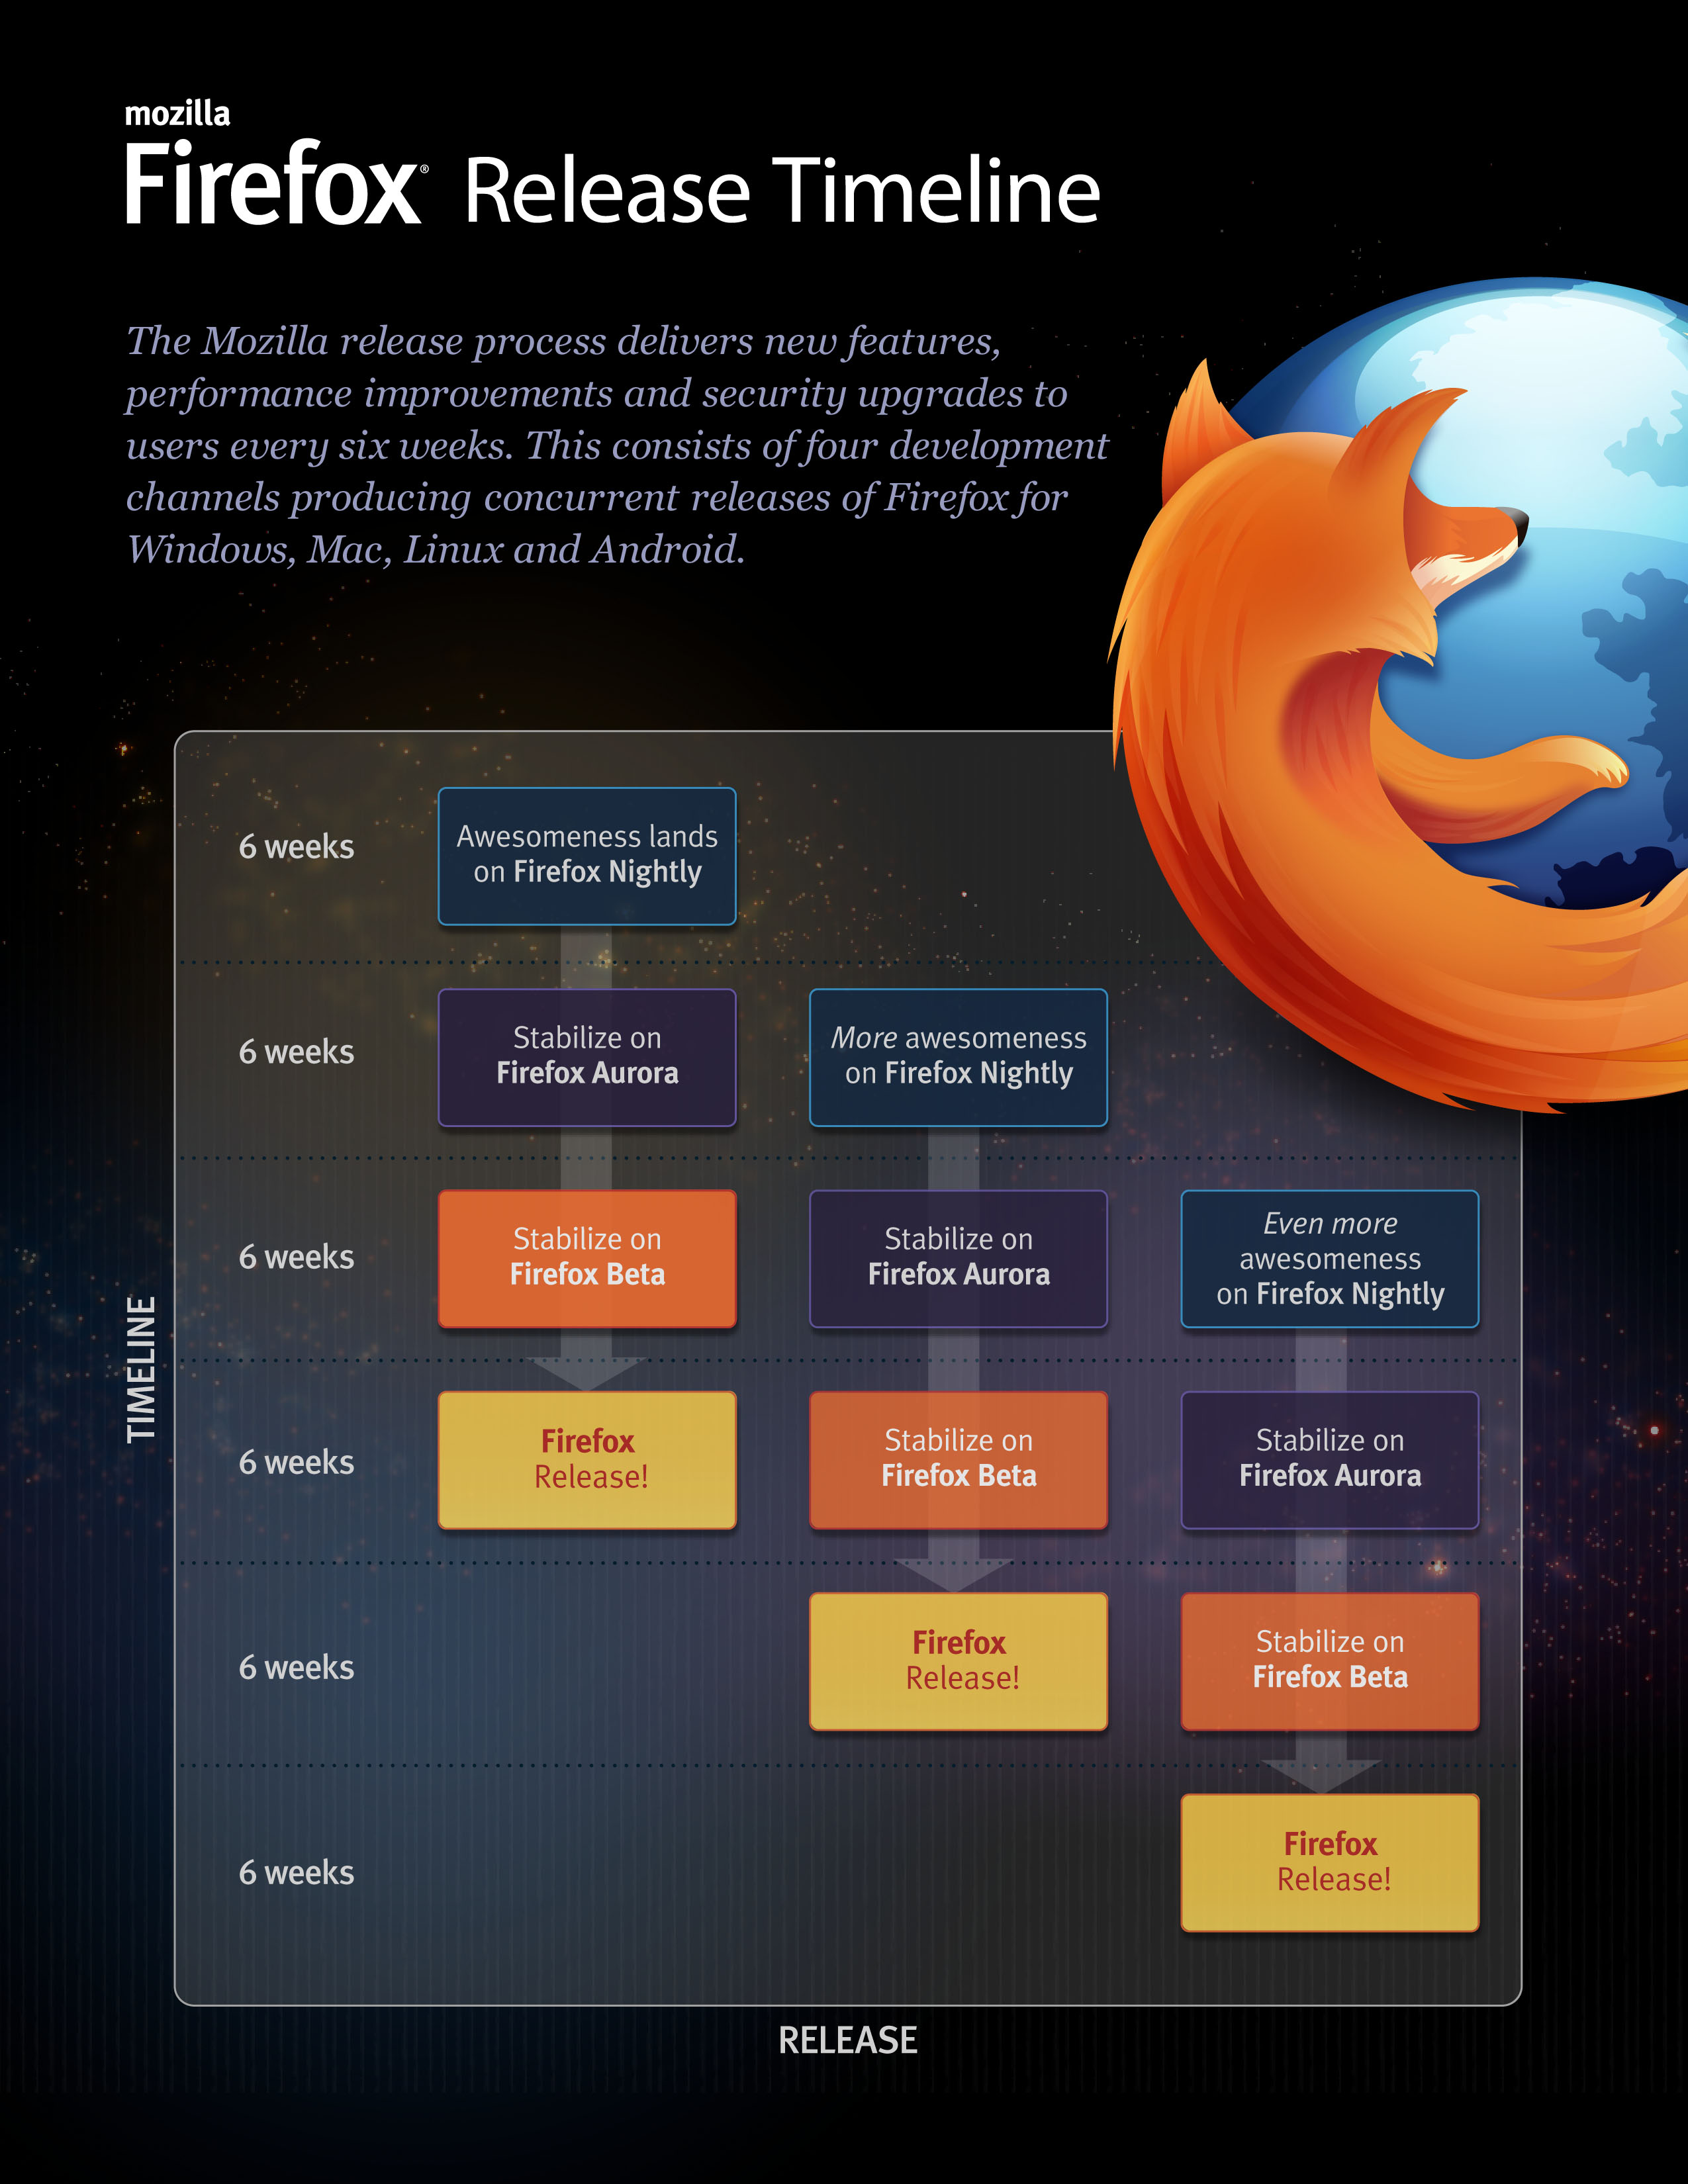 mozilla
Firefox® Release Timeline
The Mozilla release process delivers new features,
performance improvements and security upgrades to
users every six weeks. This consists of four development
channels producing concurrent releases of Firefox for
Windows, Mac, Linux and Android.
6 weeks
Awesomeness lands
on Firefox Nightly
6 weeks
Stabilize on
Firefox Aurora
More awesomeness
on Firefox Nightly
6 weeks
Stabilize on
Firefox Beta
Stabilize on
Firefox Aurora
Even more
awesomeness
on Firefox Nightly
TIMELINE
6 weeks
Firefox
Release!
Stabilize on
Firefox Beta
Stabilize on
Firefox Aurora
6 weeks
Firefox
Release!
Stabilize on
Firefox Beta
6 weeks
Firefox
Release!
RELEASE